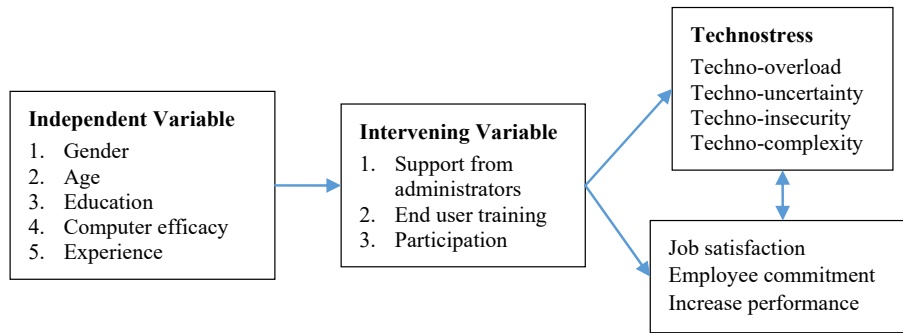 Independent Variable
1. Gender
2. Age
3. Education
4. Computer efficacy
5. Experience
Intervening Variable
1. Support from
administrators
2. End user training
3. Participation
Technostress
Techno-overload
Techno-uncertainty
Techno-insecurity
Techno-complexity
Job satisfaction
Employee commitment
Increase performance